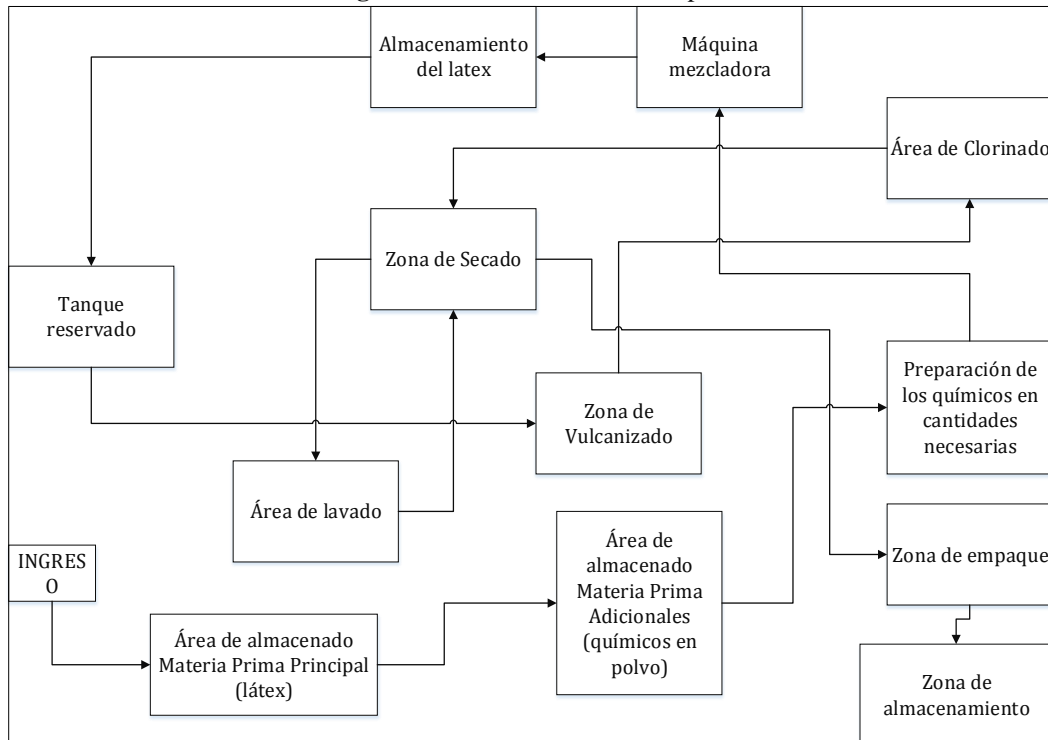 Almacenamiento
del latex
Máquina
mezcladora
Área de Clorinado
Zona de Secado
Tanque
reservado
Preparación de
los químicos en
cantidades
necesarias
Zona de
Vulcanizado
Área de lavado
Área de
almacenado
Materia Prima
Adicionales
(químicos en
polvo)
INGRES
O
Zona de empaque
Área de almacenado
Materia Prima Principal
(látex)
Zona de
almacenamiento